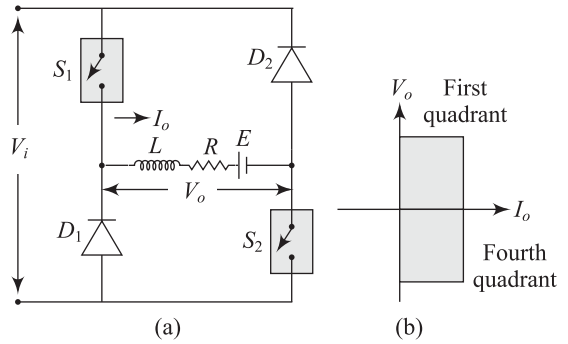 S₁
D₂
Iₒ
Vᵢ
L R E
Vₒ
D₁
S₂
(a)
Vₒ
First
quadrant
Iₒ
Fourth
quadrant
(b)